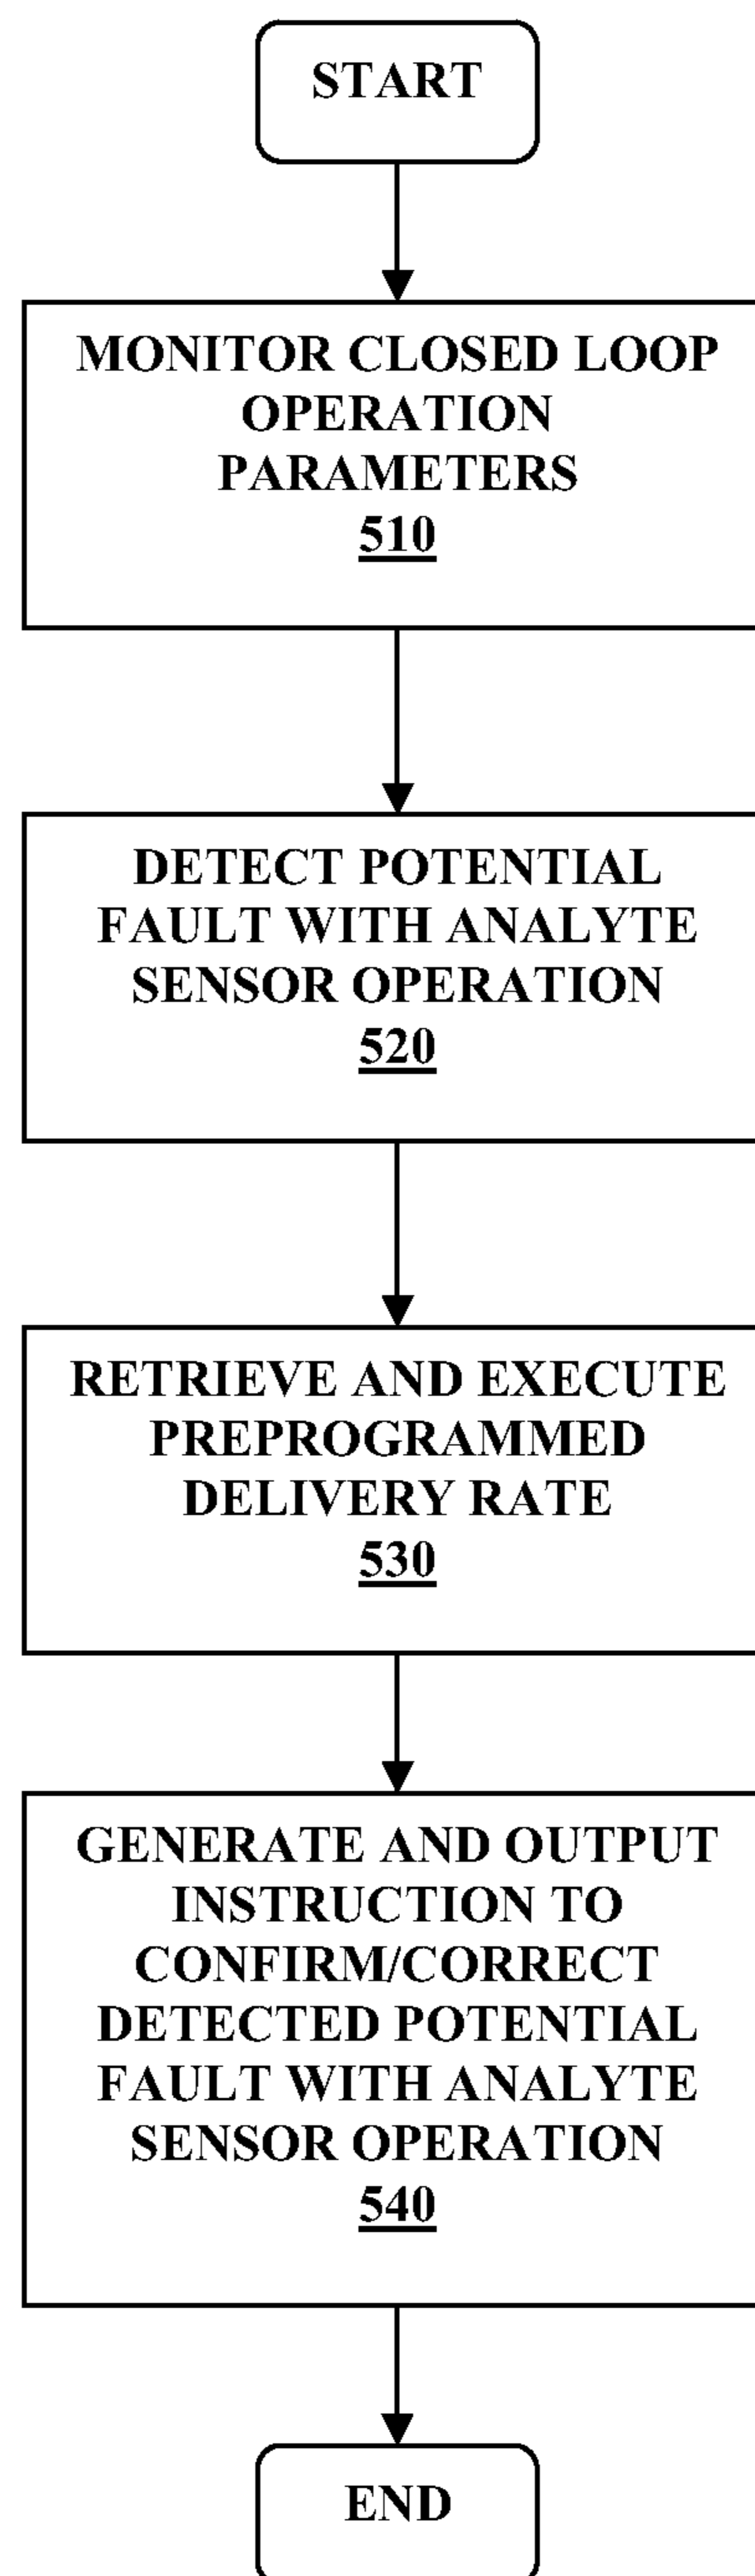 START
MONITOR CLOSED LOOP
OPERATION
PARAMETERS
510
DETECT POTENTIAL
FAULT WITH ANALYTE
SENSOR OPERATION
520
RETRIEVE AND EXECUTE
PREPROGRAMMED
DELIVERY RATE
530
GENERATE AND OUTPUT
INSTRUCTION TO
CONFIRM/CORRECT
DETECTED POTENTIAL
FAULT WITH ANALYTE
SENSOR OPERATION
540
END